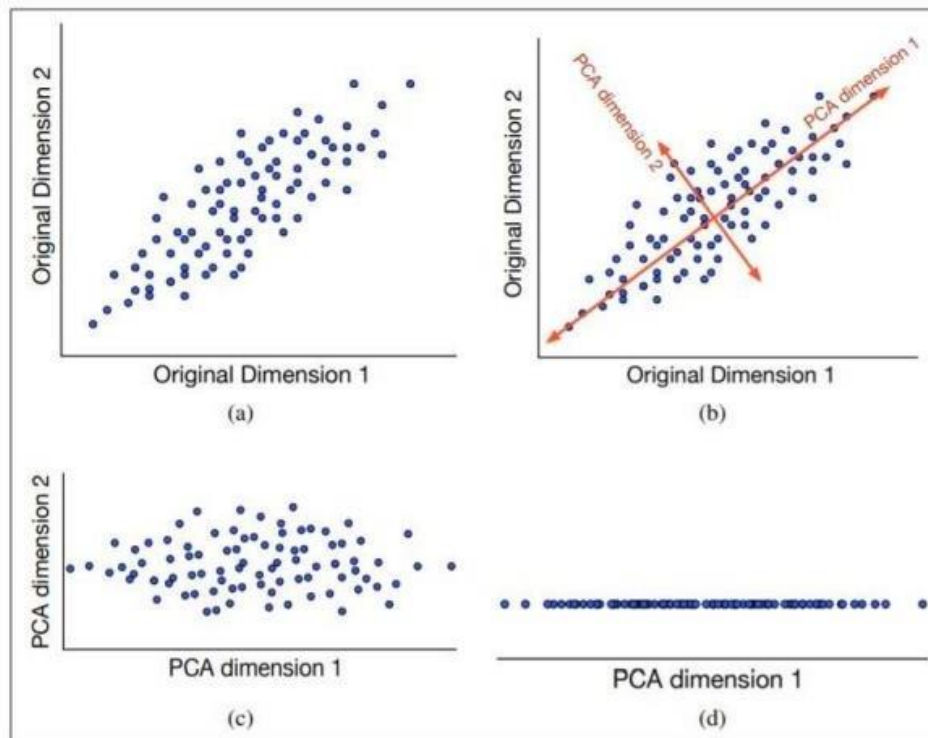 Original Dimension 2
Original Dimension 1
(a)
Original Dimension 2
PCA dimension 2
PCA dimension 1
Original Dimension 1
(b)
PCA dimension 2
PCA dimension 1
(c)
PCA dimension 1
(d)